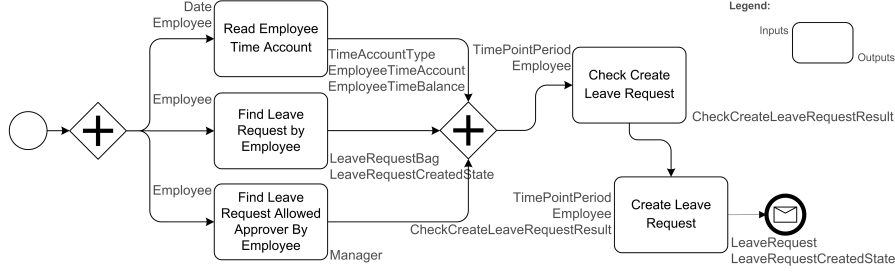 Date
Employee
Read Employee
Time Account
TimeAccountType
EmployeeTimeAccount
EmployeeTimeBalance
Employee
Find Leave
Request by
Employee
LeaveRequestBag
LeaveRequestCreatedState
Employee
Find Leave
Request Allowed
Approver By
Employee
Manager
TimePointPeriod
Employee
Check Create
Leave Request
CheckCreateLeaveRequestResult
TimePointPeriod
Employee
CheckCreateLeaveRequestResult
Create Leave
Request
LeaveRequest
LeaveRequestCreatedState
Legend:
Inputs
Outputs